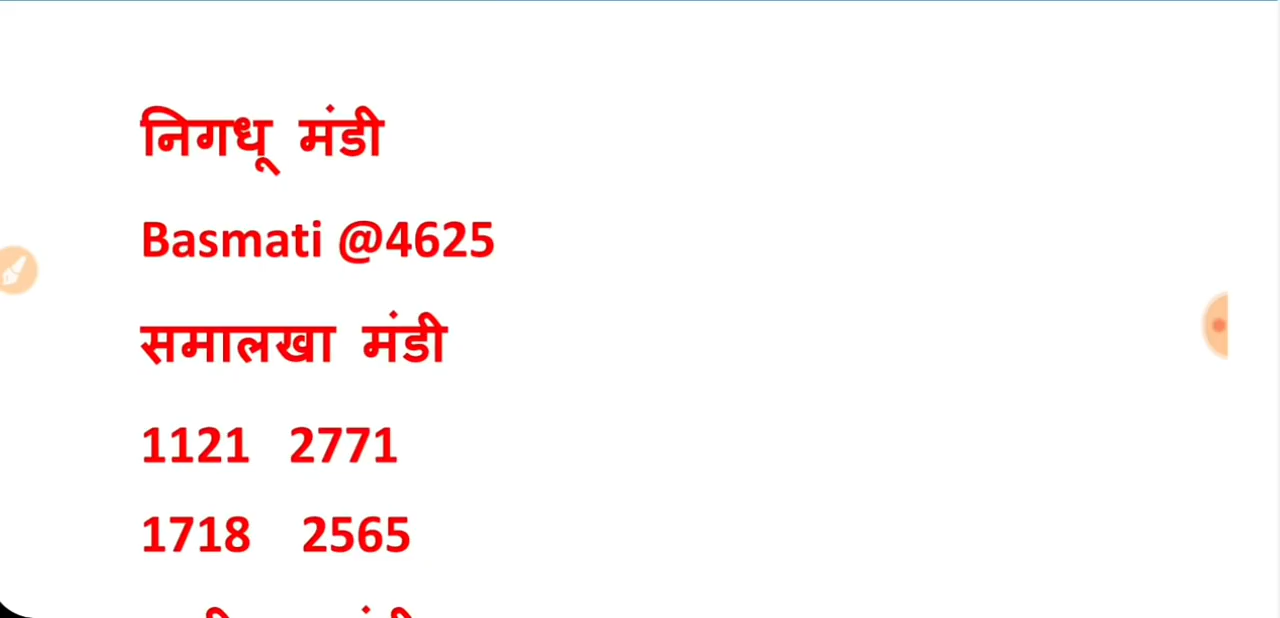 निगधू मंडी
Basmati @4625
समालखा मंडी
1121 2771
1718 2565